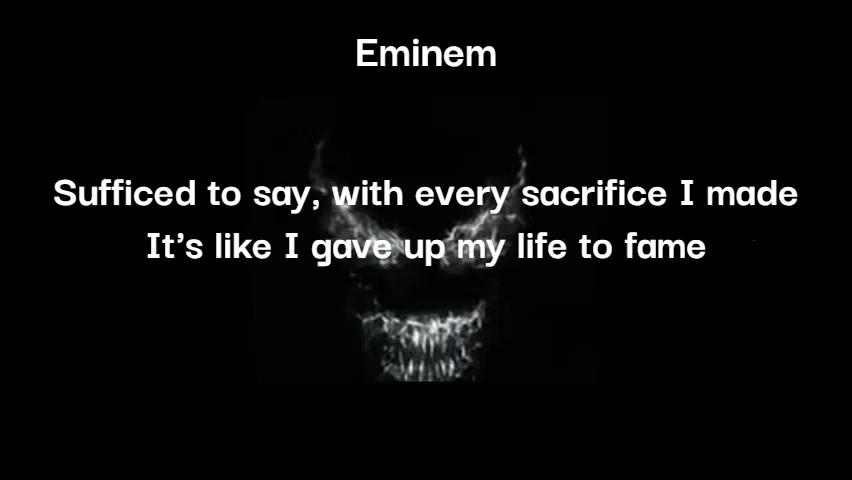 Eminem
Sufficed to say, with every sacrifice I made
It’s like I gave up my life to fame